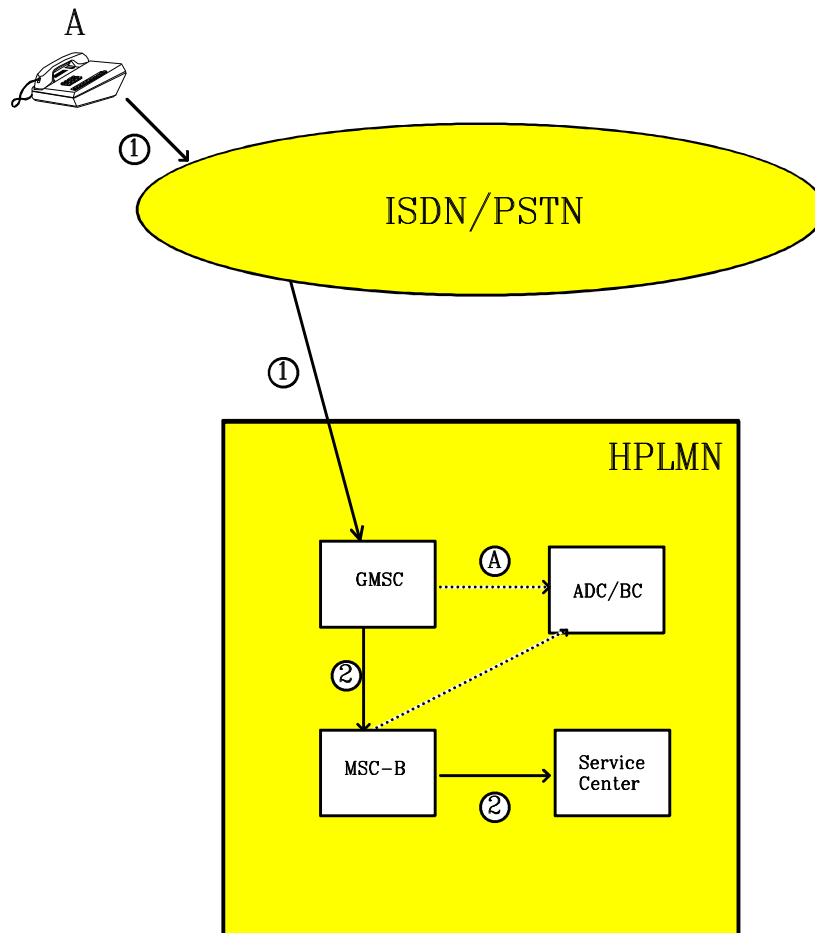 A
①
ISDN/PSTN
①
HPLMN
GMSC
Ⓐ
ADC/BC
②
MSC-B
②
Service
Center